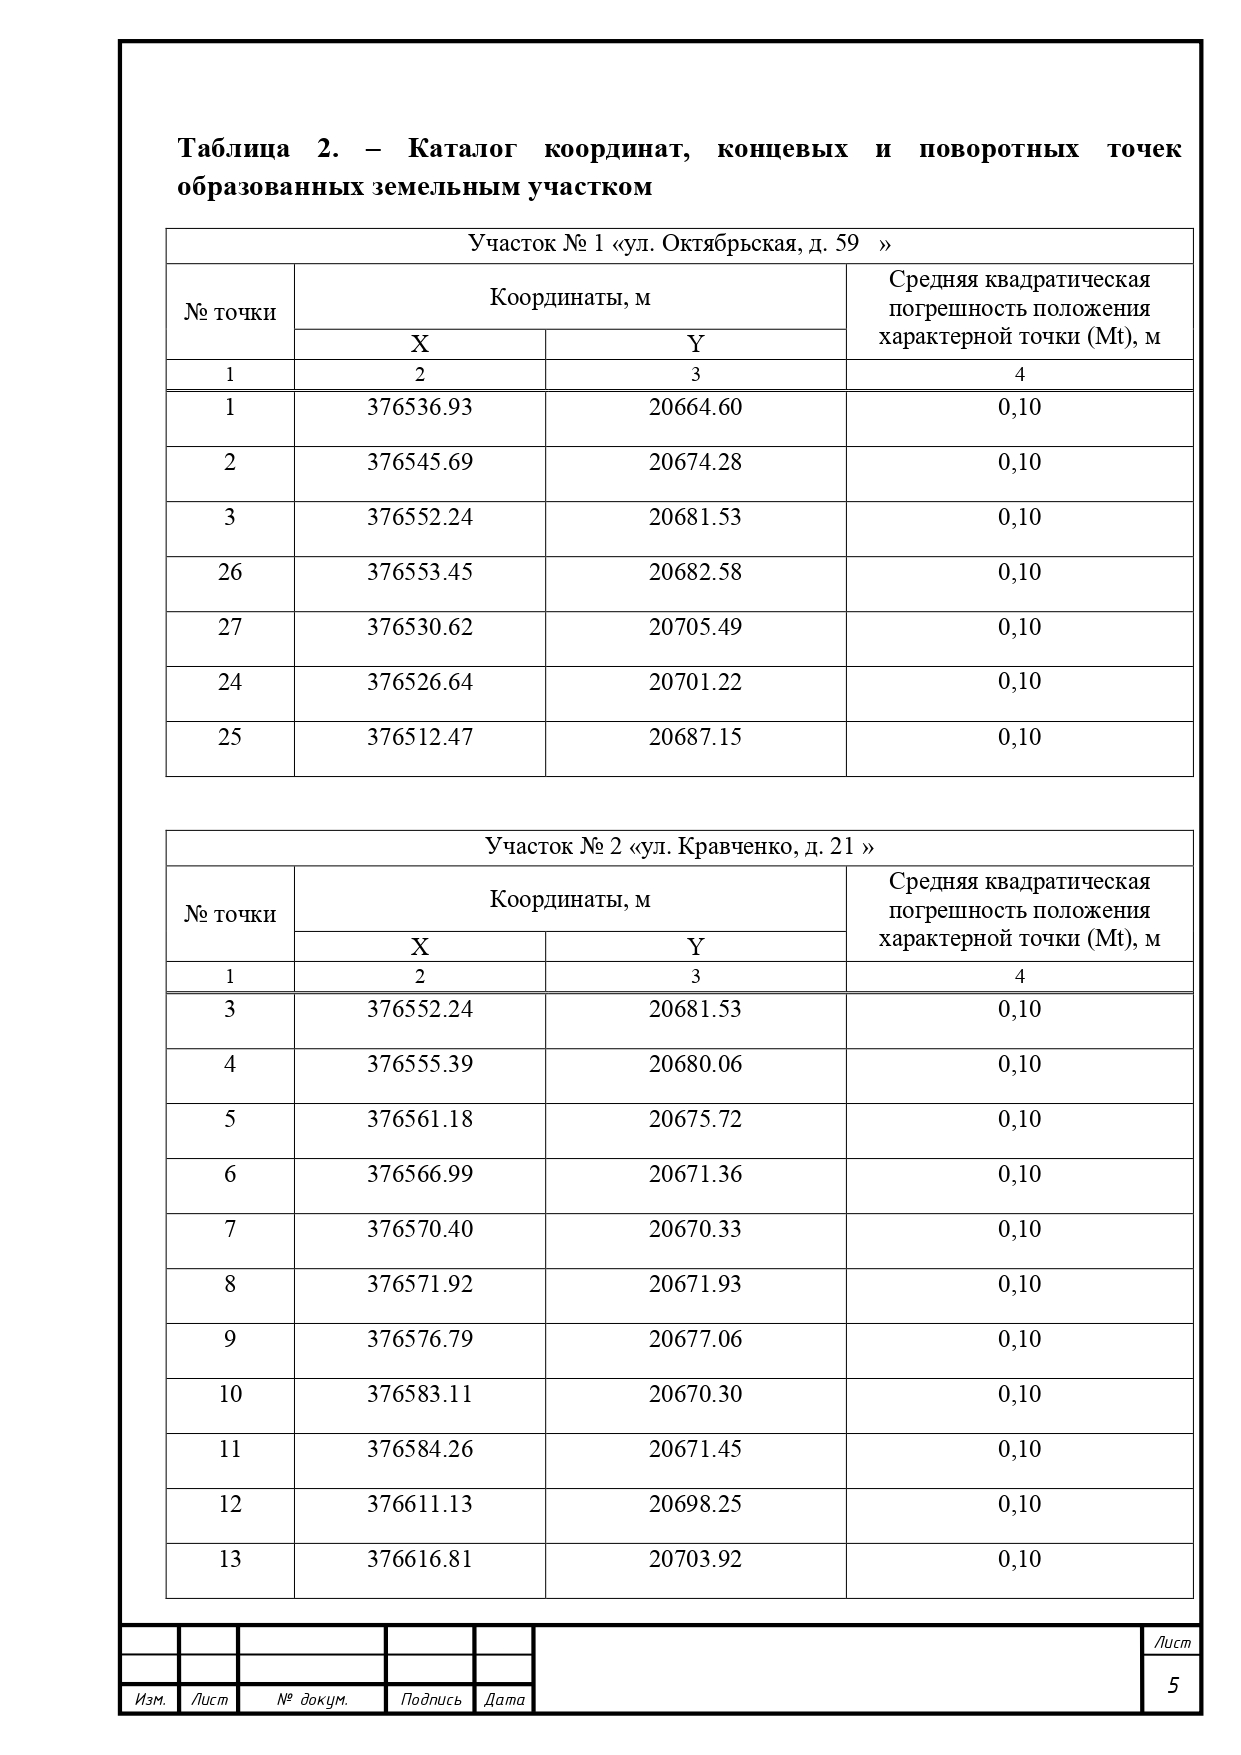 Таблица 2. – Каталог координат, концевых и поворотных точек
образованных земельным участком
Участок № 1 «ул. Октябрьская, д. 59 »
№ точки
Координаты, м
Средняя квадратическая
погрешность положения
характерной точки (Mt), м
X Y
1 2 3 4
1 376536.93 20664.60 0,10
2 376545.69 20674.28 0,10
3 376552.24 20681.53 0,10
26 376553.45 20682.58 0,10
27 376530.62 20705.49 0,10
24 376526.64 20701.22 0,10
25 376512.47 20687.15 0,10
Участок № 2 «ул. Кравченко, д. 21 »
№ точки
Координаты, м
Средняя квадратическая
погрешность положения
характерной точки (Mt), м
X Y
1 2 3 4
3 376552.24 20681.53 0,10
4 376555.39 20680.06 0,10
5 376561.18 20675.72 0,10
6 376566.99 20671.36 0,10
7 376570.40 20670.33 0,10
8 376571.92 20671.93 0,10
9 376576.79 20677.06 0,10
10 376583.11 20670.30 0,10
11 376584.26 20671.45 0,10
12 376611.13 20698.25 0,10
13 376616.81 20703.92 0,10
Лист
5
Изм. Лист № докум. Подпись Дата